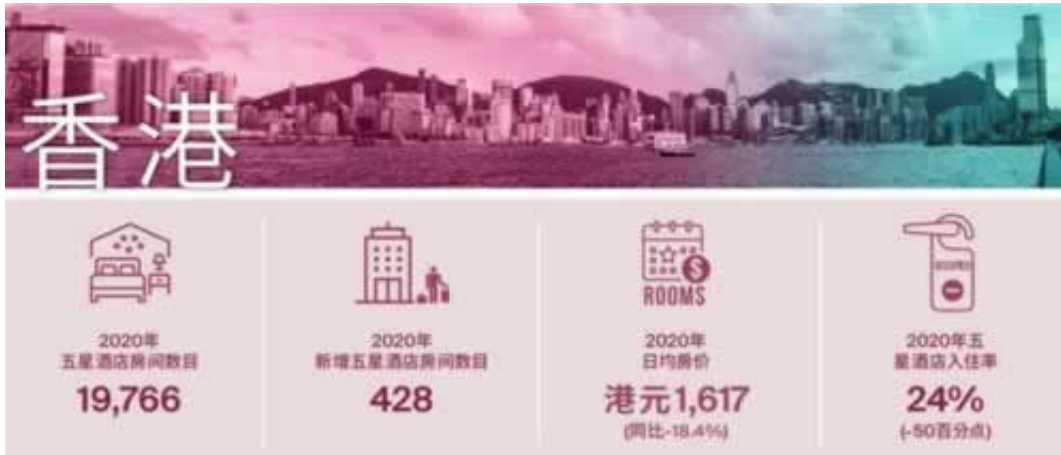 香港
ROOMS
2020年
五星酒店房间数目
19,766
2020年
新增五星酒店房间数目
428
2020年
日均房价
港元1,617
(同比-18.4%)
2020年五
星酒店入住率
24%
(-50百分点)